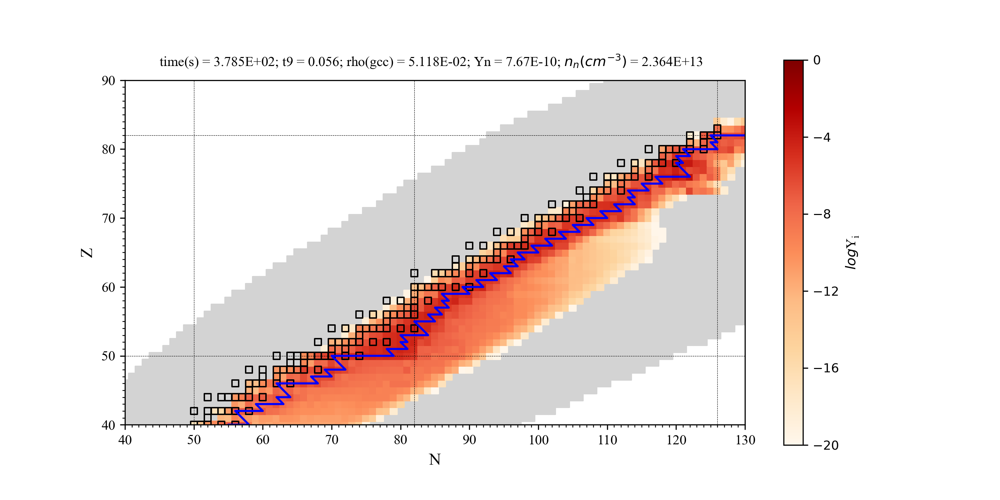 time(s) = 3.785E+02; t9 = 0.056; rho(gcc) = 5.118E-02; Yn = 7.67E-10; n_n(cm^{-3}) = 2.364E+13
90
80
70
60
50
40
Z
40 50 60 70 80 90 100 110 120 130
N
0
−4
−8
−12
−16
−20
logY_i